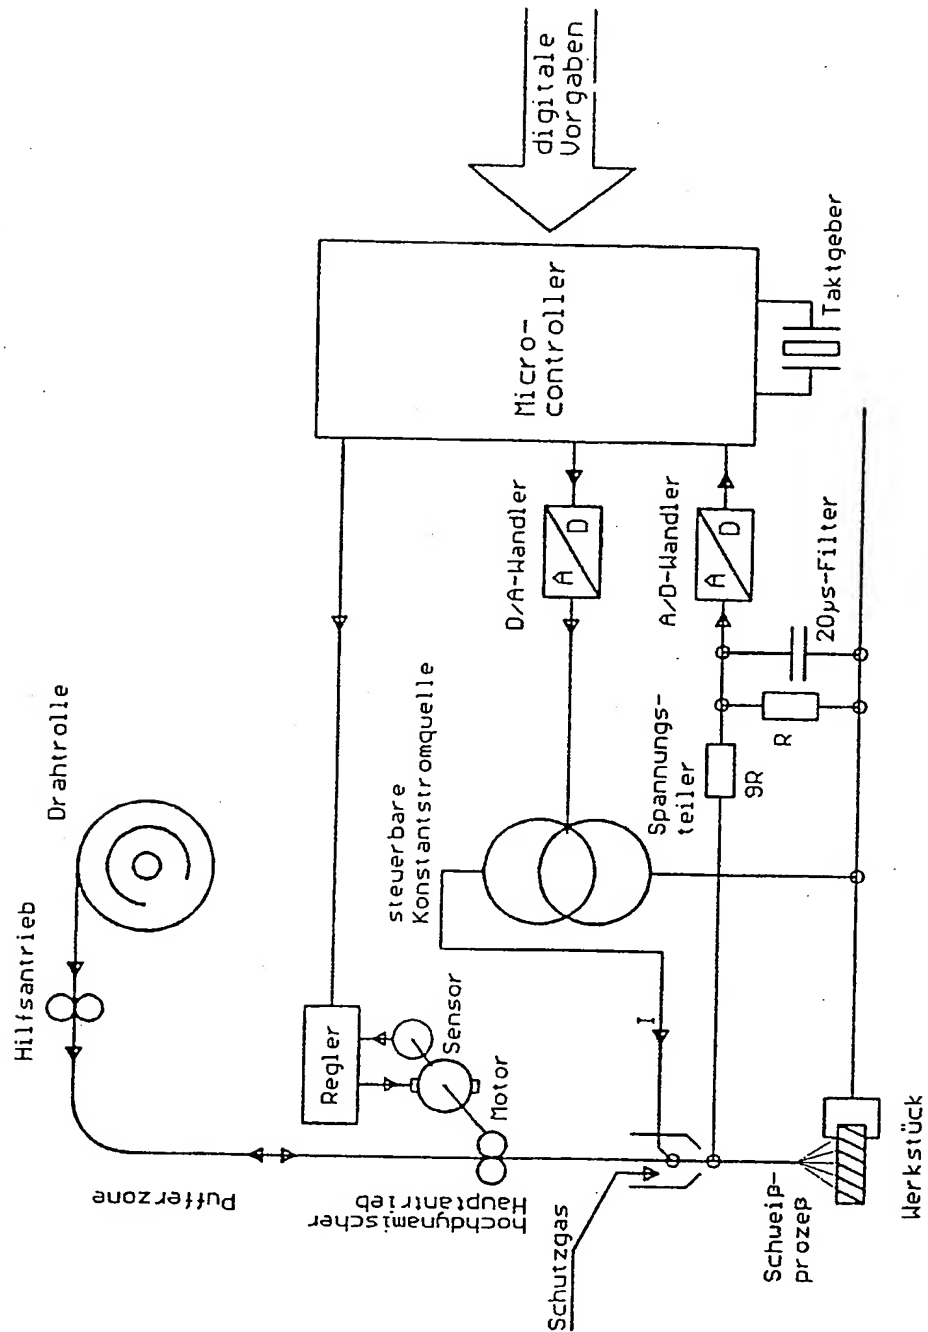 Drahtrolle
Hilfsantrieb
Pufferzone
Regler
Sensor
Motor
hochdynamischer
Hauptantrieb
steuerbare
Konstantstromquelle
D/A-Wandler
A
D
Micro-
controller
digitale
Vorgaben
A/D-Wandler
A
D
Taktgeber
20µs-Filter
R
Spannungs-
teiler
9R
I
Schutzgas
Schweiß-
prozeß
Werkstück